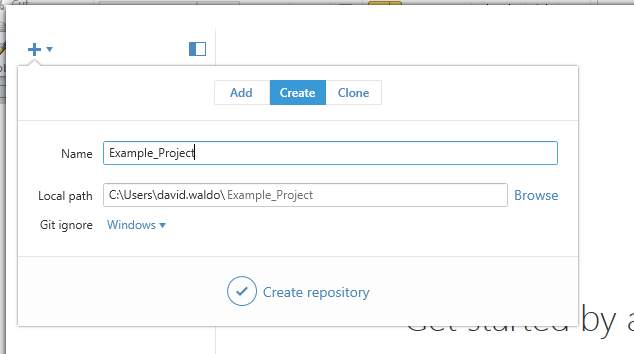 Add Create Clone
Name Example_Project
Local path C:\Users\david.waldo\ Example_Project Browse
Git ignore Windows
Create repository
Get started by a